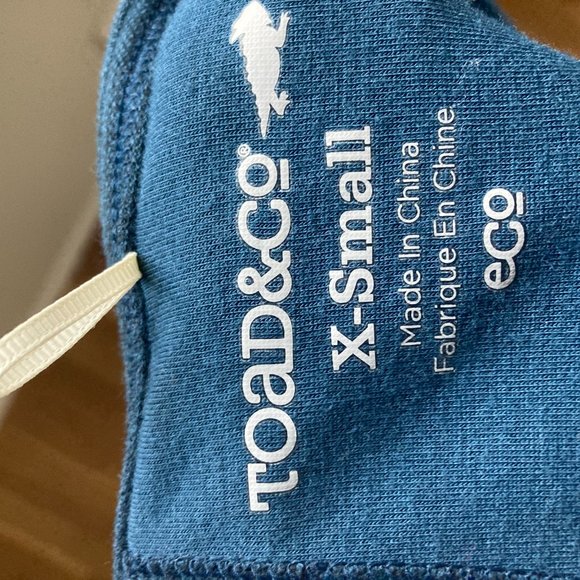 TOAD&CO®
X-Small
Made In China
Fabrique En Chine
eco